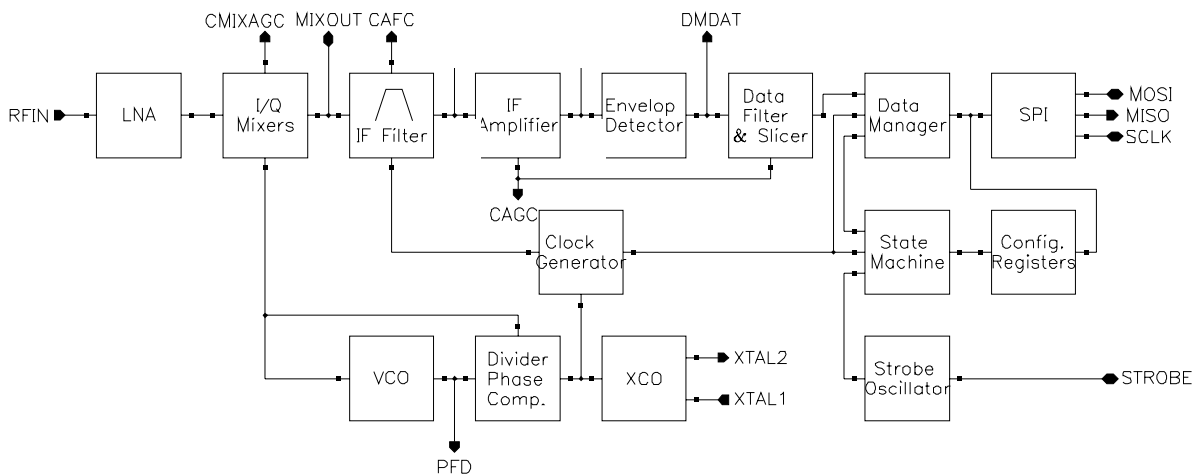 CMIXAGC
MIXOUT
CAFC
DMDAT
RFIN
LNA
I/Q
Mixers
IF Filter
IF
Amplifier
Envelop
Detector
Data
Filter
& Slicer
Data
Manager
SPI
MOSI
MISO
SCLK
CAGC
Clock
Generator
State
Machine
Config.
Registers
VCO
Divider
Phase
Comp.
XCO
XTAL2
XTAL1
Strobe
Oscillator
STROBE
PFD